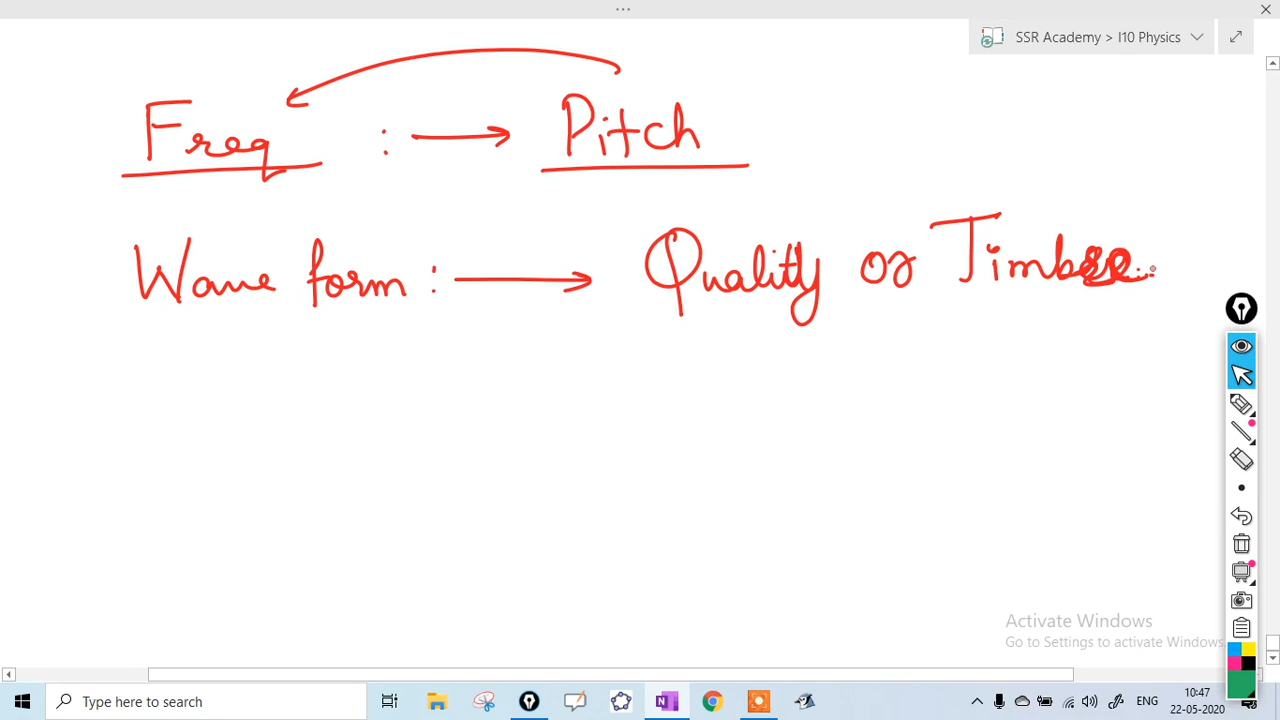 SSR Academy > I10 Physics
Freq : → Pitch
Wave form : → Quality or Timbre
Activate Windows
Go to Settings to activate Windows.
Type here to search
ENG
10:47
22-05-2020